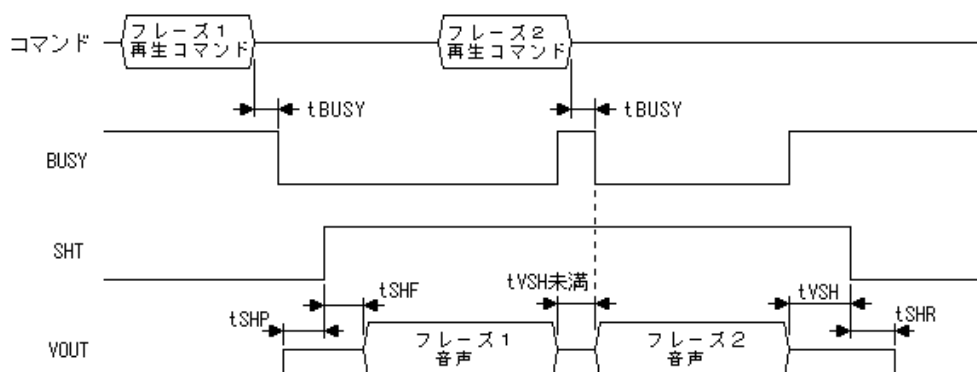 コマンド
フレーズ1
再生コマンド
フレーズ2
再生コマンド
tBUSY
tBUSY
BUSY
SHT
tSHP
tSHF
tVSH未満
tVSH
tSHR
VOUT
フレーズ1
音声
フレーズ2
音声